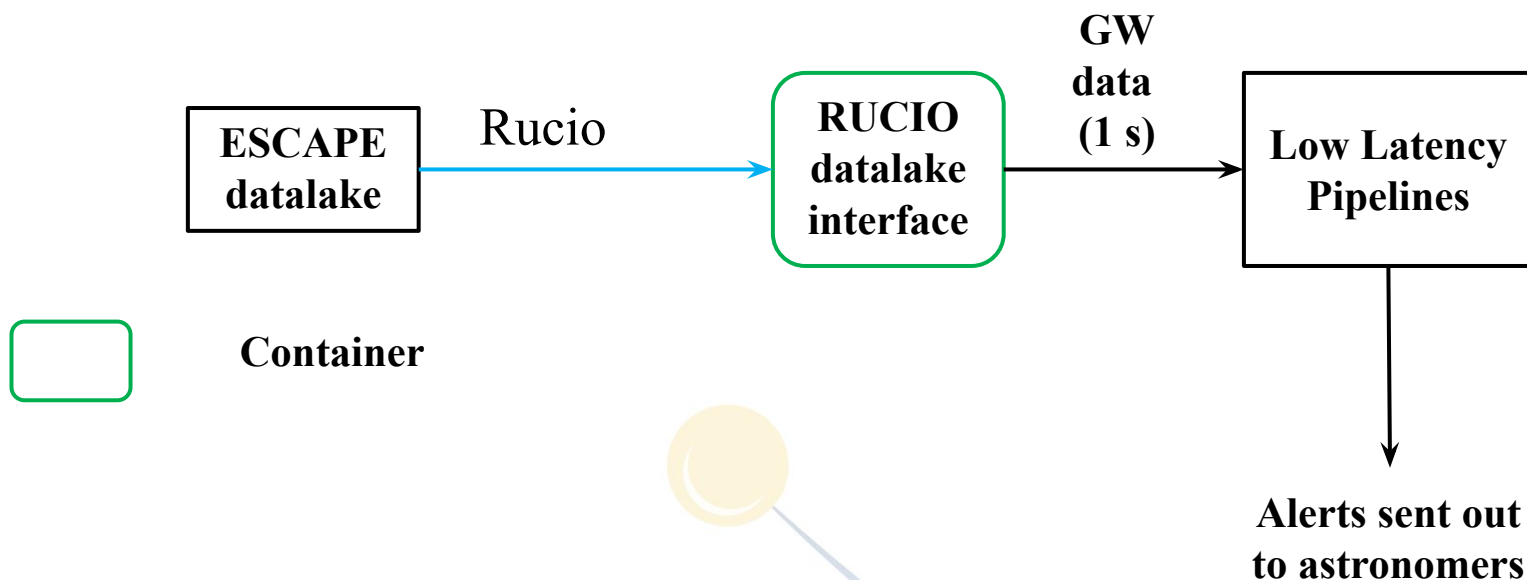 ESCAPE
datalake
Rucio
RUCIO
datalake
interface
GW
data
(1 s)
Low Latency
Pipelines
Container
Alerts sent out
to astronomers